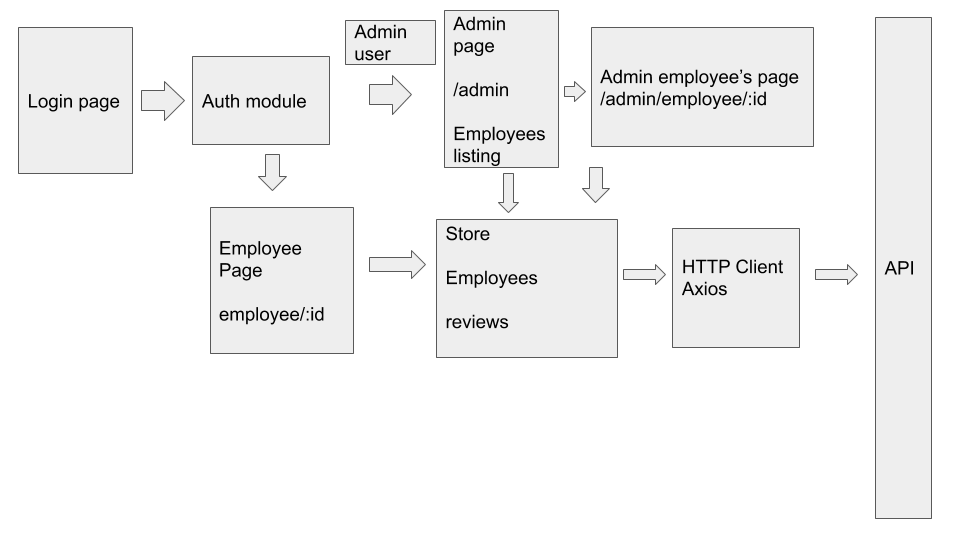 Login page
Auth module
Admin
user
Admin
page
/admin
Employees
listing
Admin employee’s page
/admin/employee/:id
Employee
Page
employee/:id
Store
Employees
reviews
HTTP Client
Axios
API